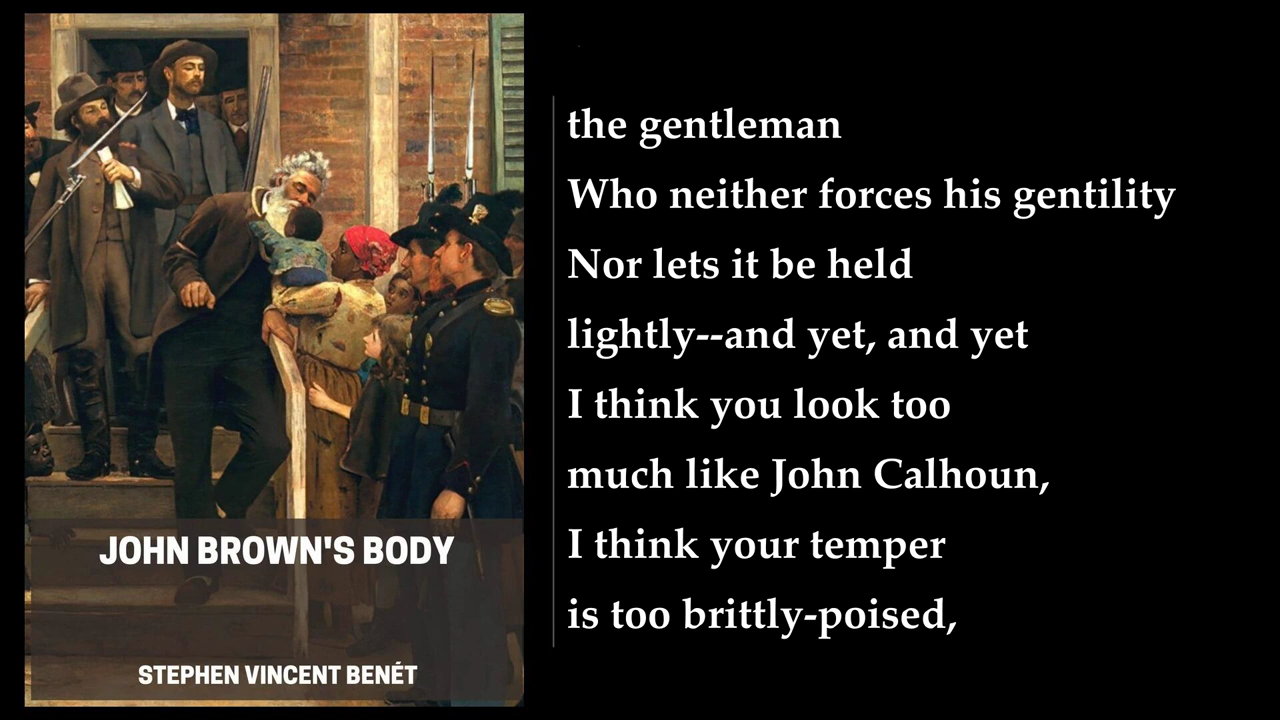 JOHN BROWN'S BODY
STEPHEN VINCENT BENÉT
the gentleman
Who neither forces his gentility
Nor lets it be held
lightly--and yet, and yet
I think you look too
much like John Calhoun,
I think your temper
is too brittly-poised,